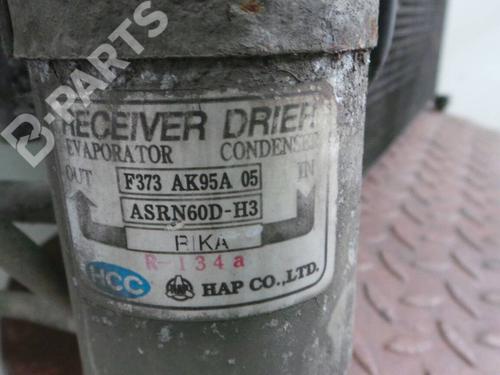 B-PARTS
RECEIVER DRIER
EVAPORATOR CONDENSER
OUT IN
F373 AK95A 05
ASRN60D-H3
RIKA
R-134a
HCC HAP CO.,LTD.